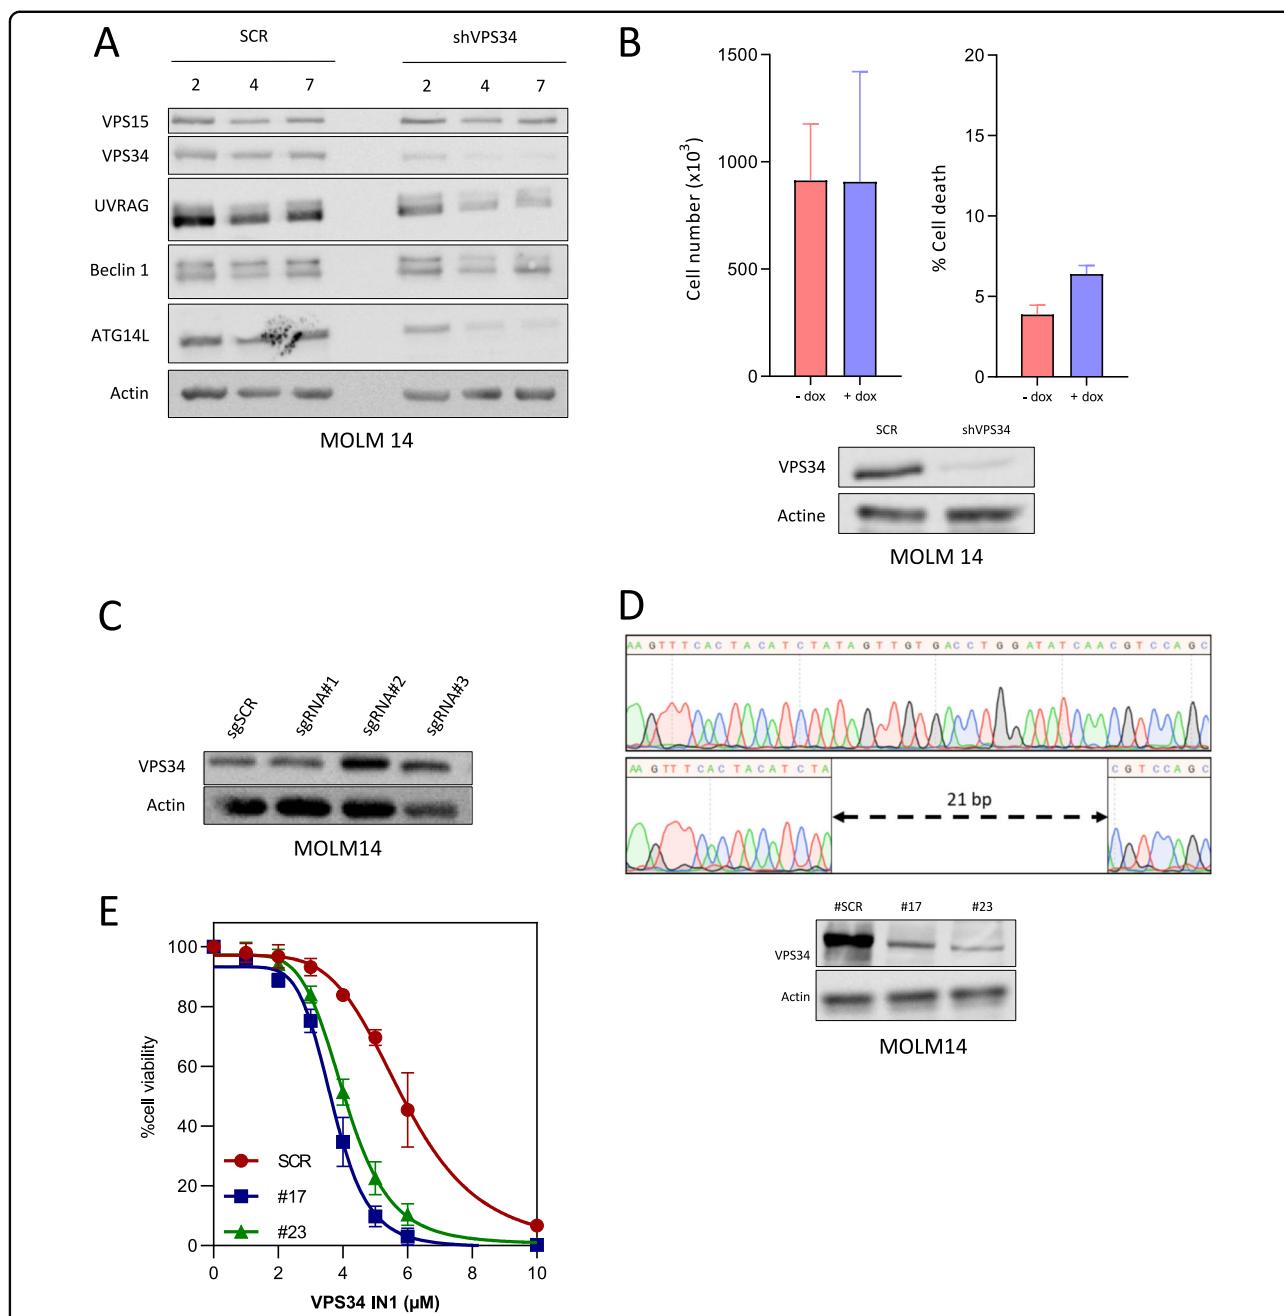 A
SCR
shVPS34
2 4 7 2 4 7
VPS15
VPS34
UVRAG
Beclin 1
ATG14L
Actin
MOLM 14
B
Cell number (x10³)
1500
1000
500
0
- dox + dox
% Cell death
20
15
10
5
0
- dox + dox
SCR shVPS34
VPS34
Actine
MOLM 14
C
sgSCR sgRNA#1 sgRNA#2 sgRNA#3
VPS34
Actin
MOLM14
D
AAGTTTCACTACATCTATAGTTGTGACCTGGATATCAACGTCCAGC
AAGTTTCACTACATCTA CGTCCAGC
21 bp
#SCR #17 #23
VPS34
Actin
MOLM14
E
%cell viability
100
80
60
40
20
0
SCR
#17
#23
0 2 4 6 8 10
VPS34 IN1 (µM)